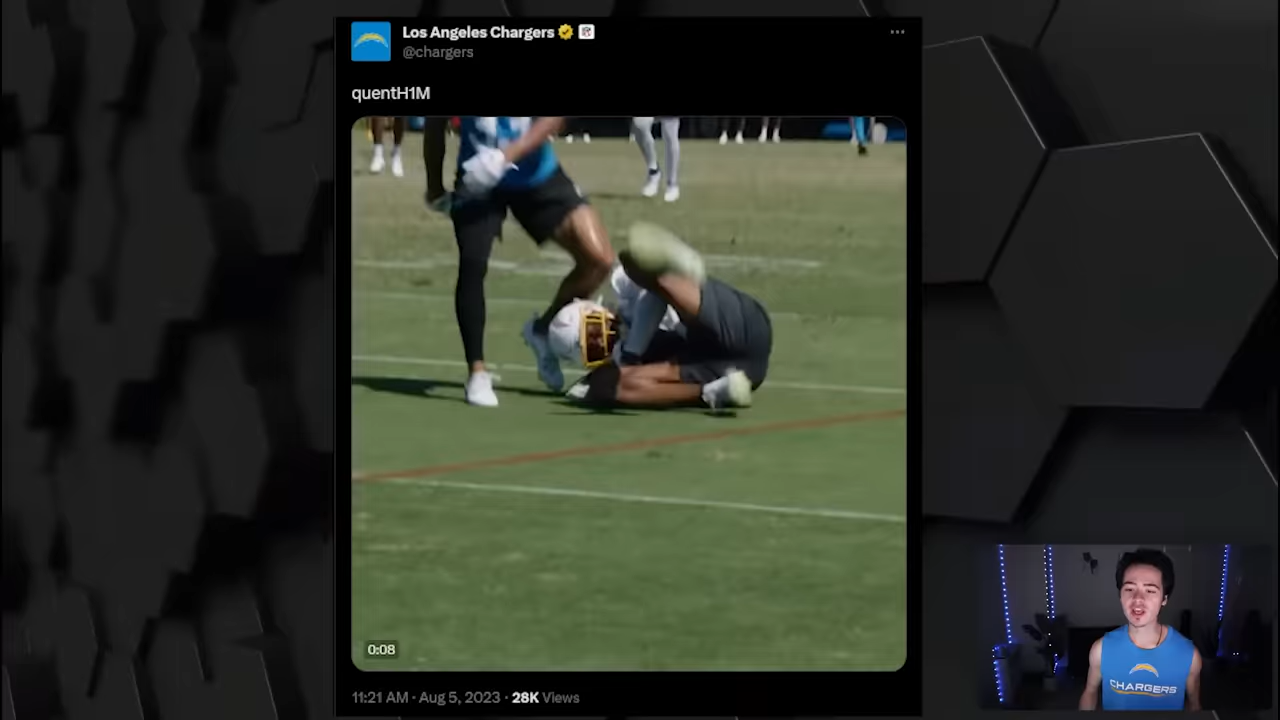 Los Angeles Chargers
@chargers
quentH1M
0:08
11:21 AM · Aug 5, 2023 · 28K Views
CHARGERS